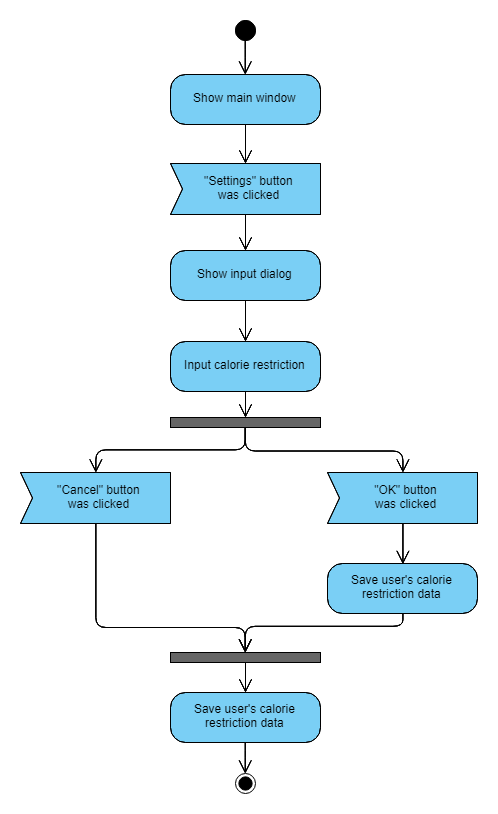 Show main window
"Settings" button
was clicked
Show input dialog
Input calorie restriction
"Cancel" button
was clicked
"OK" button
was clicked
Save user's calorie
restriction data
Save user's calorie
restriction data